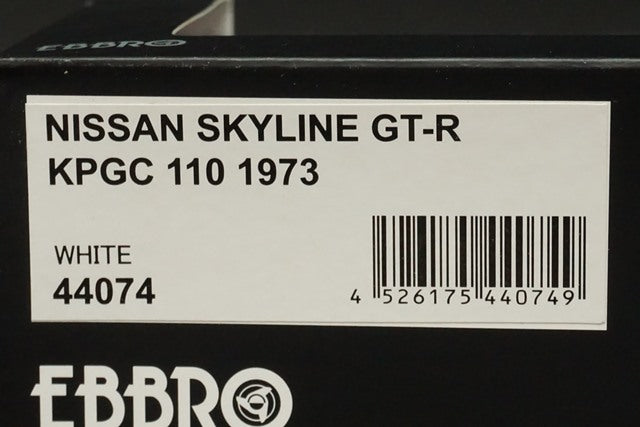 EBBRO
NISSAN SKYLINE GT-R
KPGC 110 1973
WHITE
44074
4 526175 440749
EBBRO